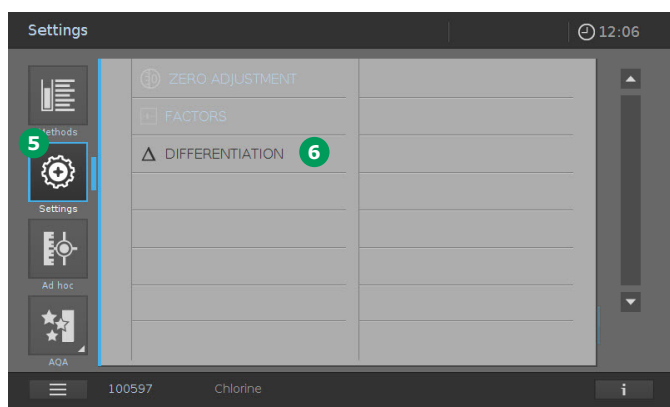 Settings
12:06
Methods
5
Settings
Ad hoc
AQA
ZERO ADJUSTMENT
FACTORS
Δ DIFFERENTIATION 6
100597 Chlorine
i